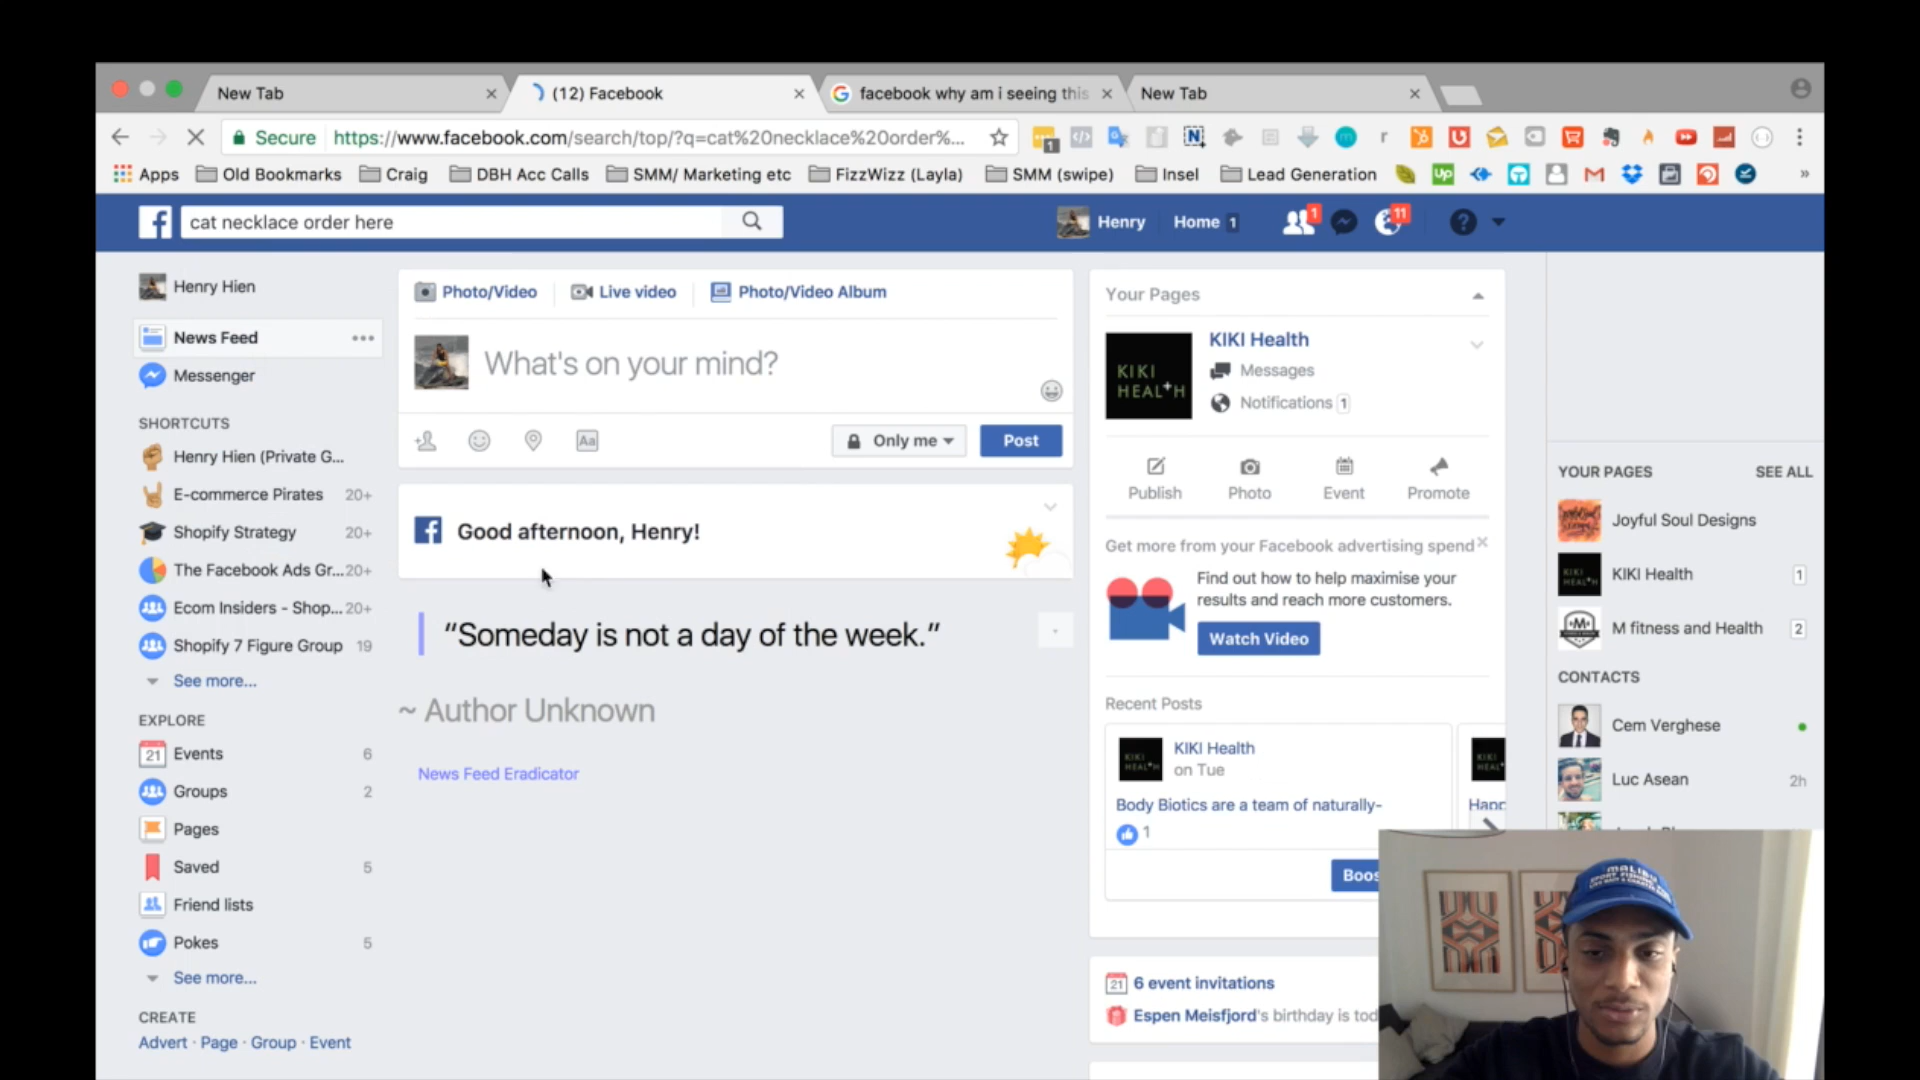 New Tab
(12) Facebook
facebook why am i seeing this
New Tab
Secure
https://www.facebook.com/search/top/?q=cat%20necklace%20order%...
1
Apps
Old Bookmarks
Craig
DBH Acc Calls
SMM/ Marketing etc
FizzWizz (Layla)
SMM (swipe)
Insel
Lead Generation
Up
»
cat necklace order here
Henry
Home 1
1
11
Henry Hien
News Feed
Messenger
SHORTCUTS
Henry Hien (Private G...
E-commerce Pirates 20+
Shopify Strategy 20+
The Facebook Ads Gr... 20+
Ecom Insiders - Shop... 20+
Shopify 7 Figure Group 19
See more...
EXPLORE
Events 6
Groups 2
Pages
Saved 5
Friend lists
Pokes 5
See more...
CREATE
Advert · Page · Group · Event
Photo/Video
Live video
Photo/Video Album
What's on your mind?
Aa
Only me
Post
Good afternoon, Henry!
“Someday is not a day of the week.”
~ Author Unknown
News Feed Eradicator
Your Pages
KIKI HEALTH
KIKI Health
Messages
Notifications 1
Publish
Photo
Event
Promote
Get more from your Facebook advertising spend
Find out how to help maximise your
results and reach more customers.
Watch Video
Recent Posts
KIKI Health
on Tue
Body Biotics are a team of naturally-
1
Boos
6 event invitations
Espen Meisfjord's birthday is tod
YOUR PAGES
SEE ALL
Joyful Soul Designs
KIKI Health 1
M fitness and Health 2
CONTACTS
Cem Verghese
Luc Asean 2h
MALIBU